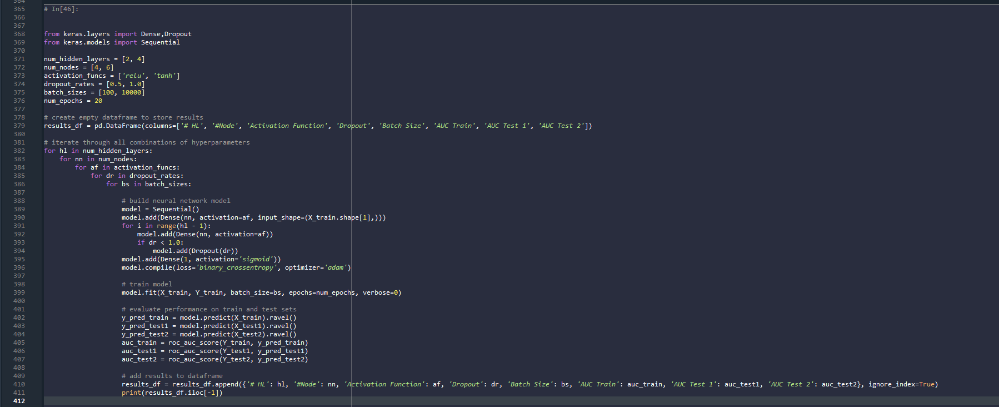 364
365 # In[46]:
366
367
368 from keras.layers import Dense,Dropout
369 from keras.models import Sequential
370
371 num_hidden_layers = [2, 4]
372 num_nodes = [4, 6]
373 activation_funcs = ['relu', 'tanh']
374 dropout_rates = [0.5, 1.0]
375 batch_sizes = [100, 10000]
376 num_epochs = 20
377
378 # create empty dataframe to store results
379 results_df = pd.DataFrame(columns=['# HL', '#Node', 'Activation Function', 'Dropout', 'Batch Size', 'AUC Train', 'AUC Test 1', 'AUC Test 2'])
380
381 # iterate through all combinations of hyperparameters
382 for hl in num_hidden_layers:
383     for nn in num_nodes:
384         for af in activation_funcs:
385             for dr in dropout_rates:
386                 for bs in batch_sizes:
387
388                     # build neural network model
389                     model = Sequential()
390                     model.add(Dense(nn, activation=af, input_shape=(X_train.shape[1],)))
391                     for i in range(hl - 1):
392                         model.add(Dense(nn, activation=af))
393                         if dr < 1.0:
394                             model.add(Dropout(dr))
395                     model.add(Dense(1, activation='sigmoid'))
396                     model.compile(loss='binary_crossentropy', optimizer='adam')
397
398                     # train model
399                     model.fit(X_train, Y_train, batch_size=bs, epochs=num_epochs, verbose=0)
400
401                     # evaluate performance on train and test sets
402                     y_pred_train = model.predict(X_train).ravel()
403                     y_pred_test1 = model.predict(X_test1).ravel()
404                     y_pred_test2 = model.predict(X_test2).ravel()
405                     auc_train = roc_auc_score(Y_train, y_pred_train)
406                     auc_test1 = roc_auc_score(Y_test1, y_pred_test1)
407                     auc_test2 = roc_auc_score(Y_test2, y_pred_test2)
408
409                     # add results to dataframe
410                     results_df = results_df.append({'# HL': hl, '#Node': nn, 'Activation Function': af, 'Dropout': dr, 'Batch Size': bs, 'AUC Train': auc_train, 'AUC Test 1': auc_test1, 'AUC Test 2': auc_test2}, ignore_index=True)
411                     print(results_df.iloc[-1])
412